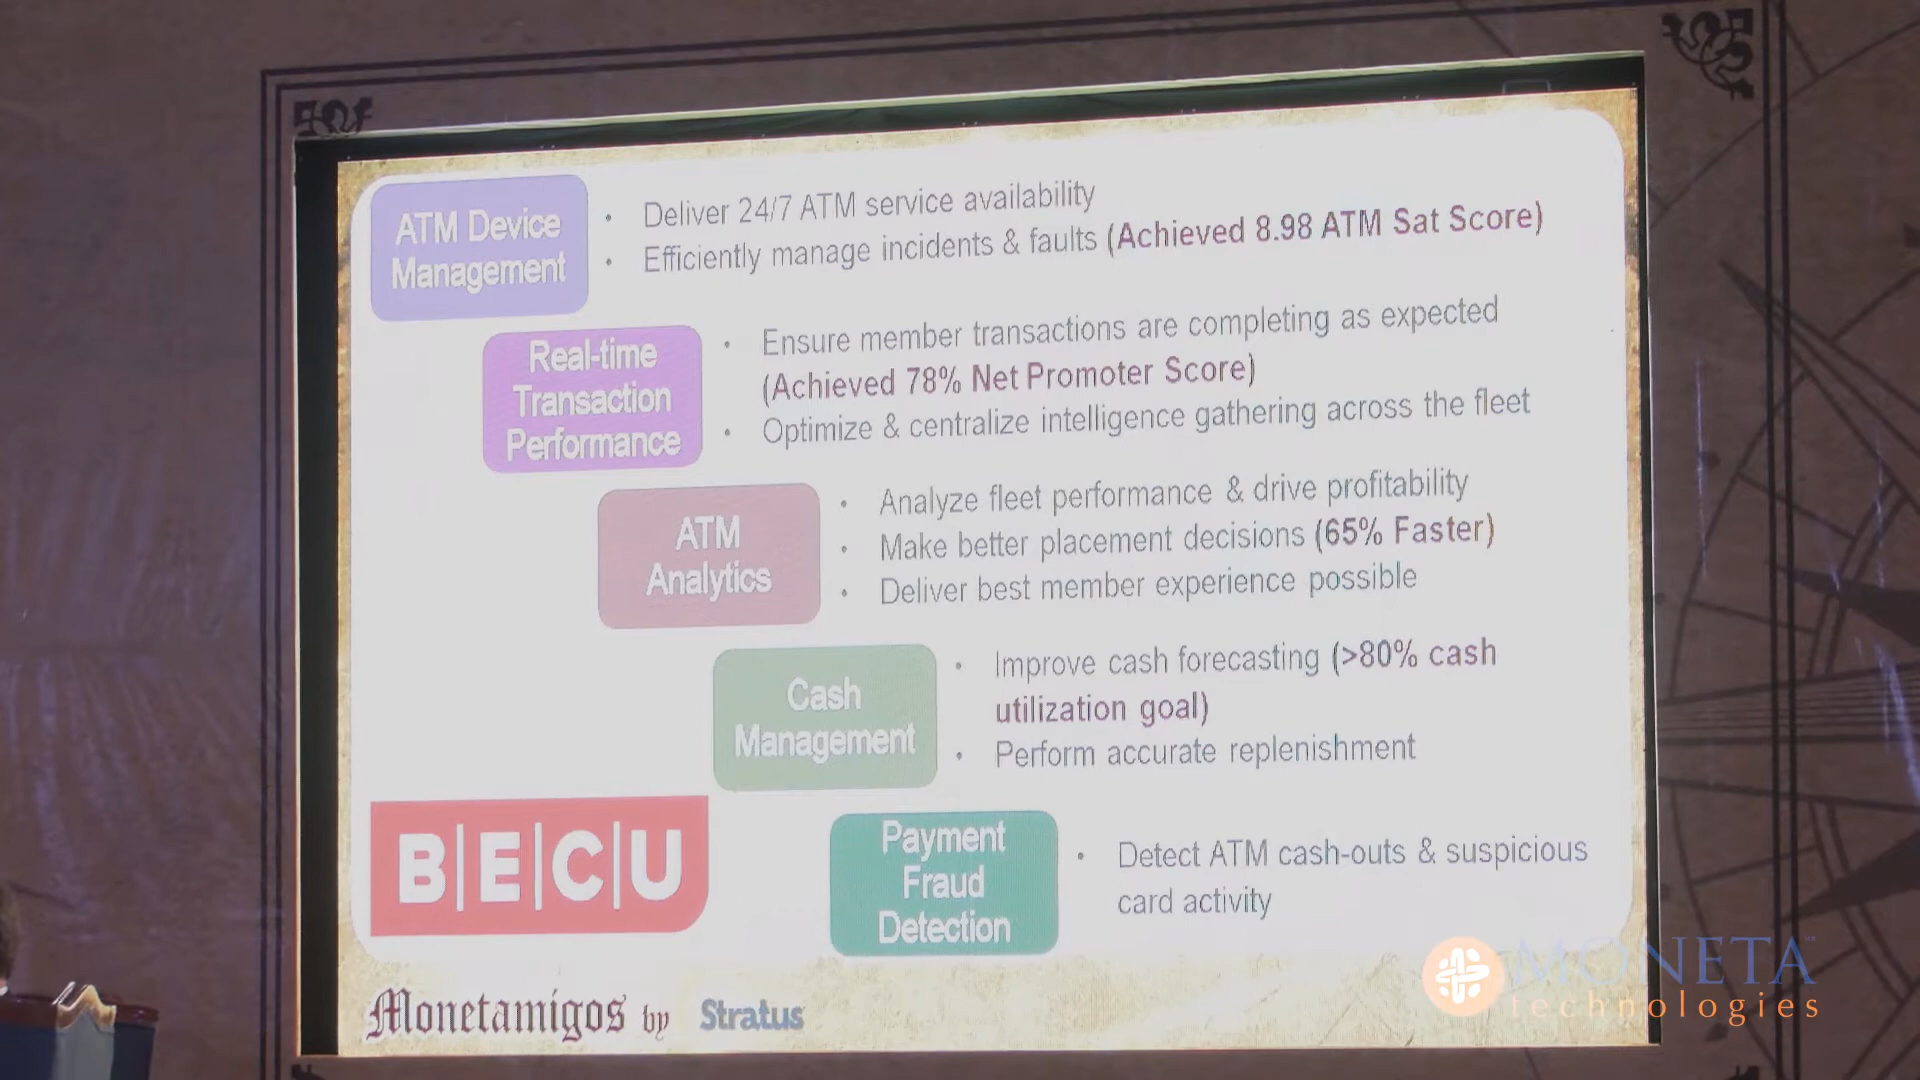 ATM Device
Management
• Deliver 24/7 ATM service availability
• Efficiently manage incidents & faults (Achieved 8.98 ATM Sat Score)
Real-time
Transaction
Performance
• Ensure member transactions are completing as expected
(Achieved 78% Net Promoter Score)
• Optimize & centralize intelligence gathering across the fleet
ATM
Analytics
• Analyze fleet performance & drive profitability
• Make better placement decisions (65% Faster)
• Deliver best member experience possible
Cash
Management
• Improve cash forecasting (>80% cash
utilization goal)
• Perform accurate replenishment
B|E|C|U
Payment
Fraud
Detection
• Detect ATM cash-outs & suspicious
card activity
Monetamigos by Stratus
MONETA
technologies